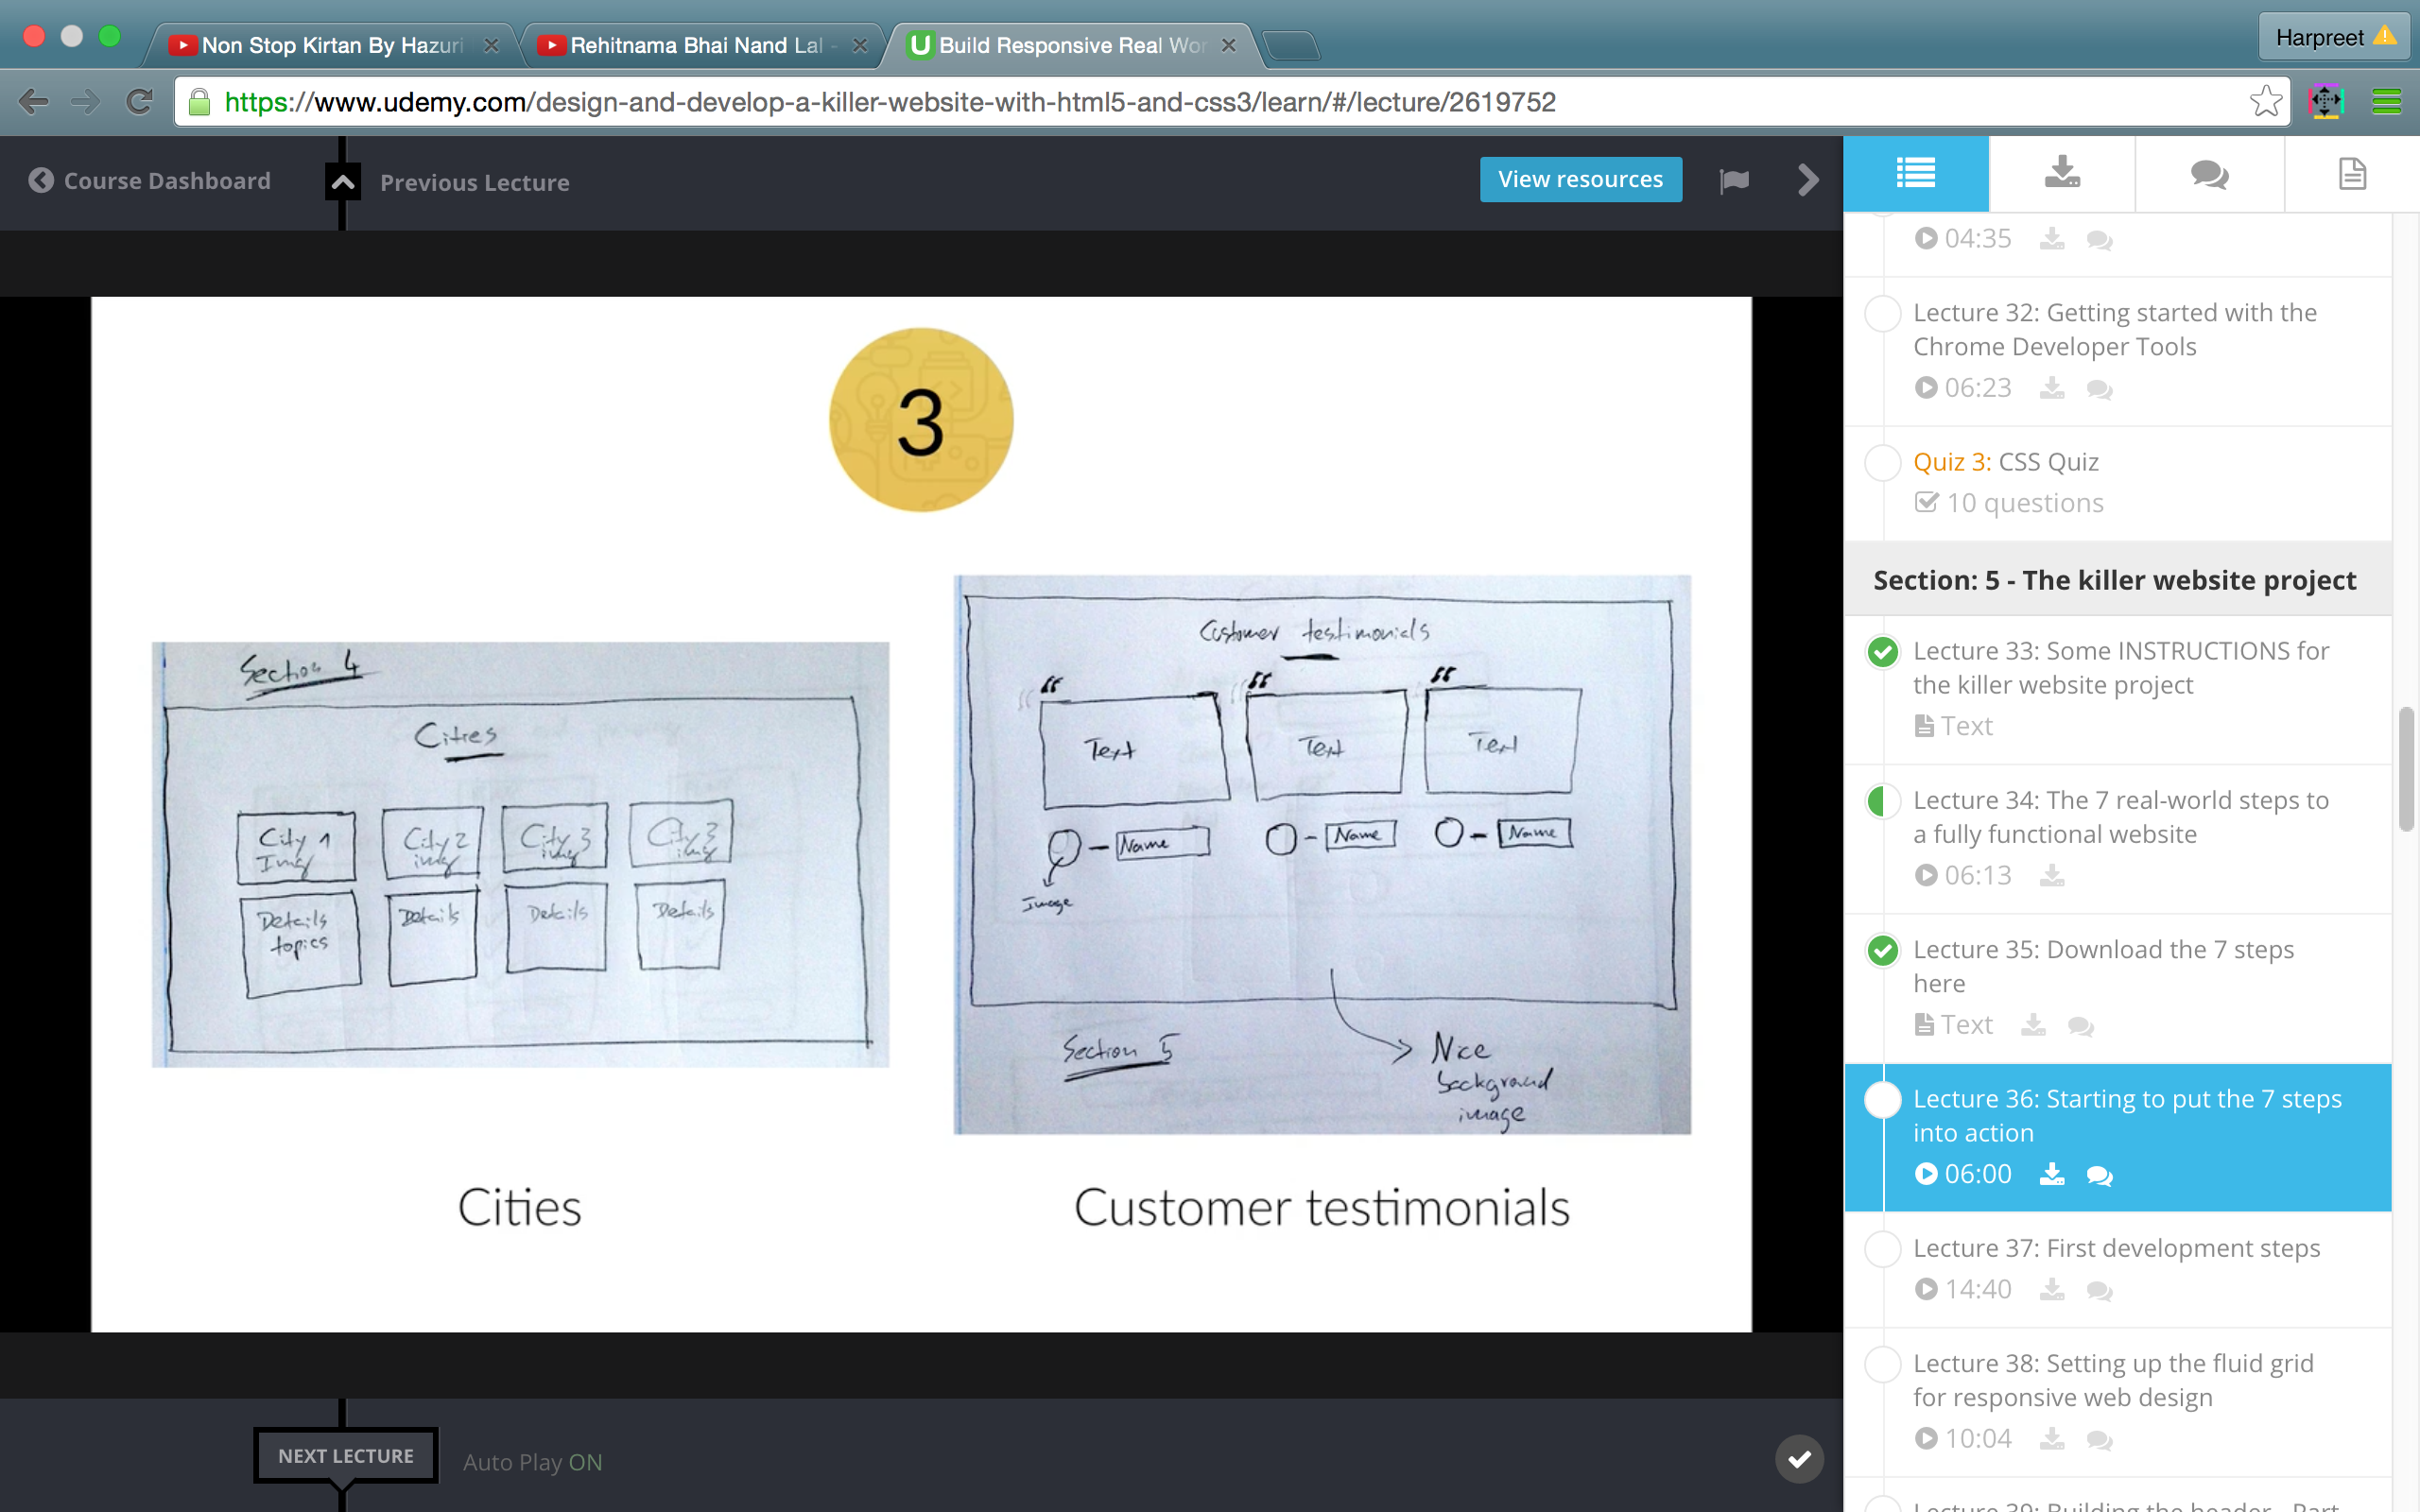 Non Stop Kirtan By Hazuri
Rehitnama Bhai Nand Lal -
Build Responsive Real Wor
Harpreet
https://www.udemy.com/design-and-develop-a-killer-website-with-html5-and-css3/learn/#/lecture/2619752
Course Dashboard
Previous Lecture
View resources
3
Section 4
Cities
City 1
Img
City 2
img
City 3
img
City 3
img
Details
topics
Details
Details
Details
Cities
Customer testimonials
“ “ “
Text
Text
Text
Name
Name
Name
Image
Section 5
Nice
background
image
Customer testimonials
NEXT LECTURE
Auto Play ON
04:35
Lecture 32: Getting started with the
Chrome Developer Tools
06:23
Quiz 3: CSS Quiz
10 questions
Section: 5 - The killer website project
Lecture 33: Some INSTRUCTIONS for
the killer website project
Text
Lecture 34: The 7 real-world steps to
a fully functional website
06:13
Lecture 35: Download the 7 steps
here
Text
Lecture 36: Starting to put the 7 steps
into action
06:00
Lecture 37: First development steps
14:40
Lecture 38: Setting up the fluid grid
for responsive web design
10:04
Lecture 39: Building the header - Part